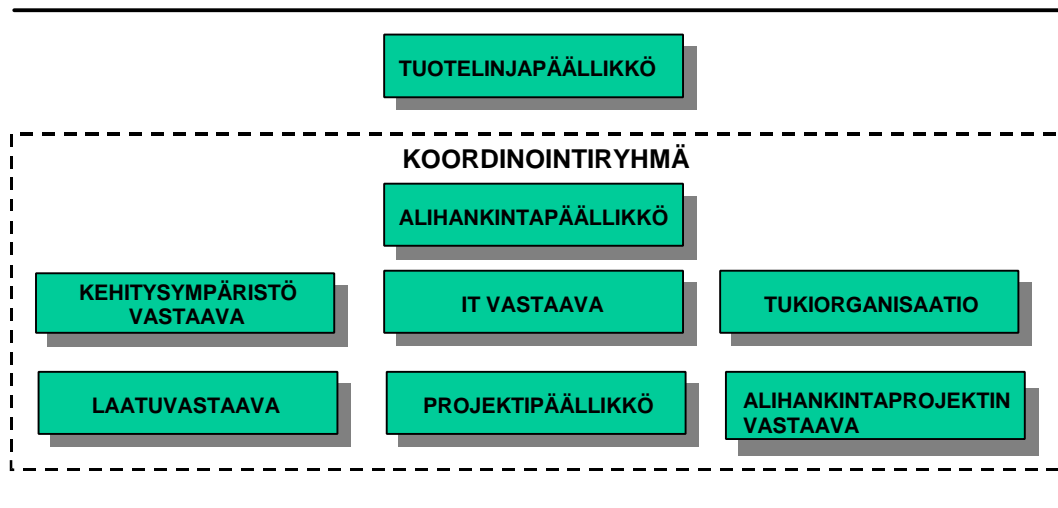 TUOTELINJAPÄÄLLIKKÖ
KOORDINOINTIRYHMÄ
ALIHANKINTAPÄÄLLIKKÖ
KEHITYSYMPÄRISTÖ
VASTAAVA
IT VASTAAVA
TUKIORGANISAATIO
LAATUVASTAAVA
PROJEKTIPÄÄLLIKKÖ
ALIHANKINTAPROJEKTIN
VASTAAVA